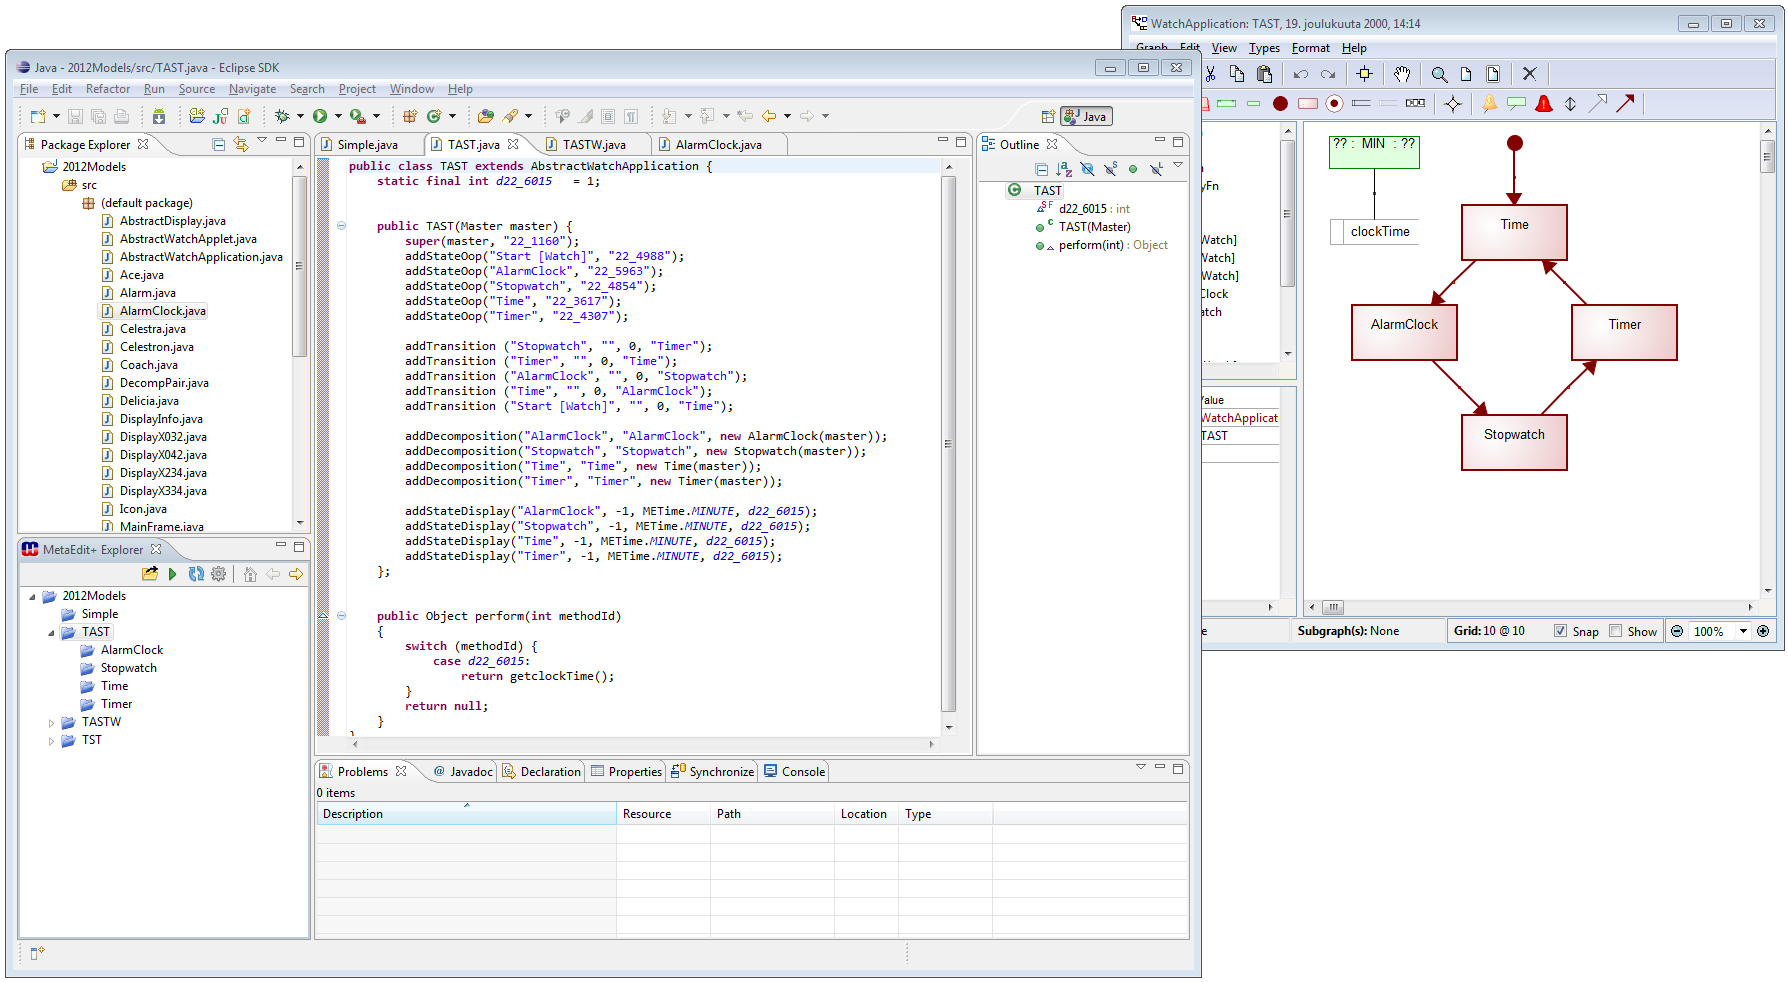 WatchApplication: TAST, 19. joulukuuta 2000, 14:14
Graph Edit View Types Format Help
Java - 2012Models/src/TAST.java - Eclipse SDK
File Edit Refactor Run Source Navigate Search Project Window Help
Java
Package Explorer
2012Models
src
(default package)
AbstractDisplay.java
AbstractWatchApplet.java
AbstractWatchApplication.java
Ace.java
Alarm.java
AlarmClock.java
Celestra.java
Celestron.java
Coach.java
DecompPair.java
Delicia.java
DisplayInfo.java
DisplayX032.java
DisplayX042.java
DisplayX234.java
DisplayX334.java
Icon.java
MainFrame.java
MetaEdit+ Explorer
2012Models
Simple
TAST
AlarmClock
Stopwatch
Time
Timer
TASTW
TST
Simple.java TAST.java TASTW.java AlarmClock.java
public class TAST extends AbstractWatchApplication {
static final int d22_6015 = 1;
public TAST(Master master) {
super(master, "22_1160");
addStateOop("Start [Watch]", "22_4988");
addStateOop("AlarmClock", "22_5963");
addStateOop("Stopwatch", "22_4854");
addStateOop("Time", "22_3617");
addStateOop("Timer", "22_4307");
addTransition ("Stopwatch", "", 0, "Timer");
addTransition ("Timer", "", 0, "Time");
addTransition ("AlarmClock", "", 0, "Stopwatch");
addTransition ("Time", "", 0, "AlarmClock");
addTransition ("Start [Watch]", "", 0, "Time");
addDecomposition("AlarmClock", "AlarmClock", new AlarmClock(master));
addDecomposition("Stopwatch", "Stopwatch", new Stopwatch(master));
addDecomposition("Time", "Time", new Time(master));
addDecomposition("Timer", "Timer", new Timer(master));
addStateDisplay("AlarmClock", -1, METime.MINUTE, d22_6015);
addStateDisplay("Stopwatch", -1, METime.MINUTE, d22_6015);
addStateDisplay("Time", -1, METime.MINUTE, d22_6015);
addStateDisplay("Timer", -1, METime.MINUTE, d22_6015);
};
public Object perform(int methodId)
{
switch (methodId) {
case d22_6015:
return getclockTime();
}
return null;
}
}
Outline
TAST
d22_6015 : int
TAST(Master)
perform(int) : Object
Problems Javadoc Declaration Properties Synchronize Console
0 items
Description Resource Path Location Type
yFn
Watch]
Watch]
Watch]
Clock
atch
Value
WatchApplicat
TAST
?? : MIN : ??
clockTime
Time
AlarmClock
Timer
Stopwatch
e
Subgraph(s): None
Grid: 10 @ 10
Snap
Show
100%